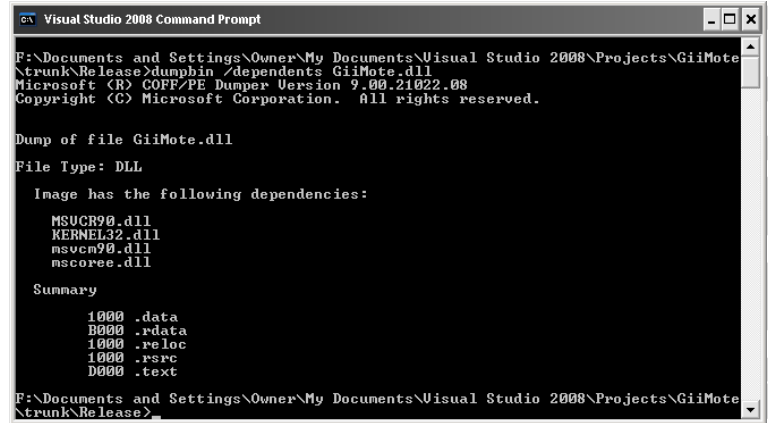 Visual Studio 2008 Command Prompt
F:\Documents and Settings\Owner\My Documents\Visual Studio 2008\Projects\GiiMote
\trunk\Release>dumpbin /dependents GiiMote.dll
Microsoft (R) COFF/PE Dumper Version 9.00.21022.08
Copyright (C) Microsoft Corporation.  All rights reserved.
Dump of file GiiMote.dll
File Type: DLL
Image has the following dependencies:
MSVCR90.dll
KERNEL32.dll
msvcm90.dll
mscoree.dll
Summary
1000 .data
B000 .rdata
1000 .reloc
1000 .rsrc
D000 .text
F:\Documents and Settings\Owner\My Documents\Visual Studio 2008\Projects\GiiMote
\trunk\Release>_